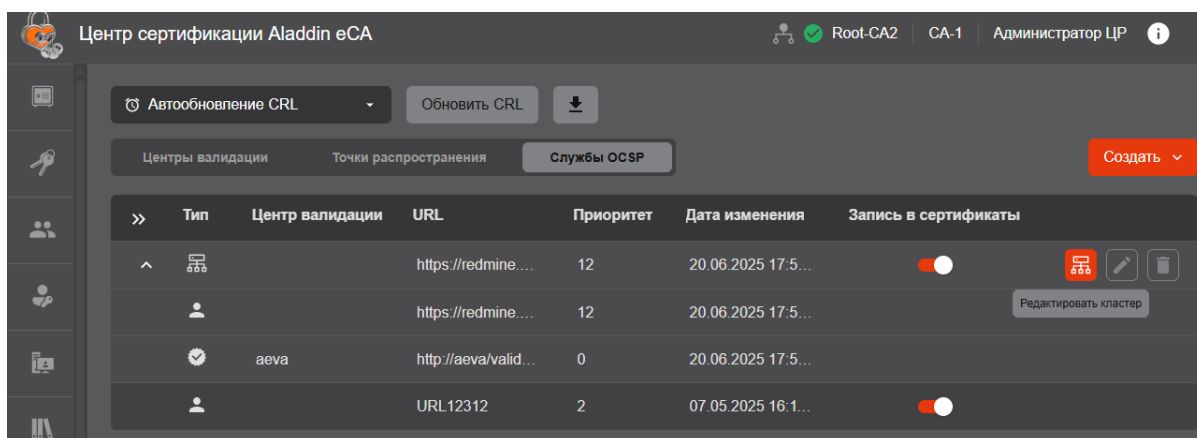 Центр сертификации Aladdin eCA
Root-CA2 CA-1 Администратор ЦР
Автообновление CRL Обновить CRL
Центры валидации Точки распространения Службы OCSP Создать
Тип Центр валидации URL Приоритет Дата изменения Запись в сертификаты
https://redmine.... 12 20.06.2025 17:5...
Редактировать кластер
https://redmine.... 12 20.06.2025 17:5...
aeva http://aeva/valid... 0 20.06.2025 17:5...
URL12312 2 07.05.2025 16:1...